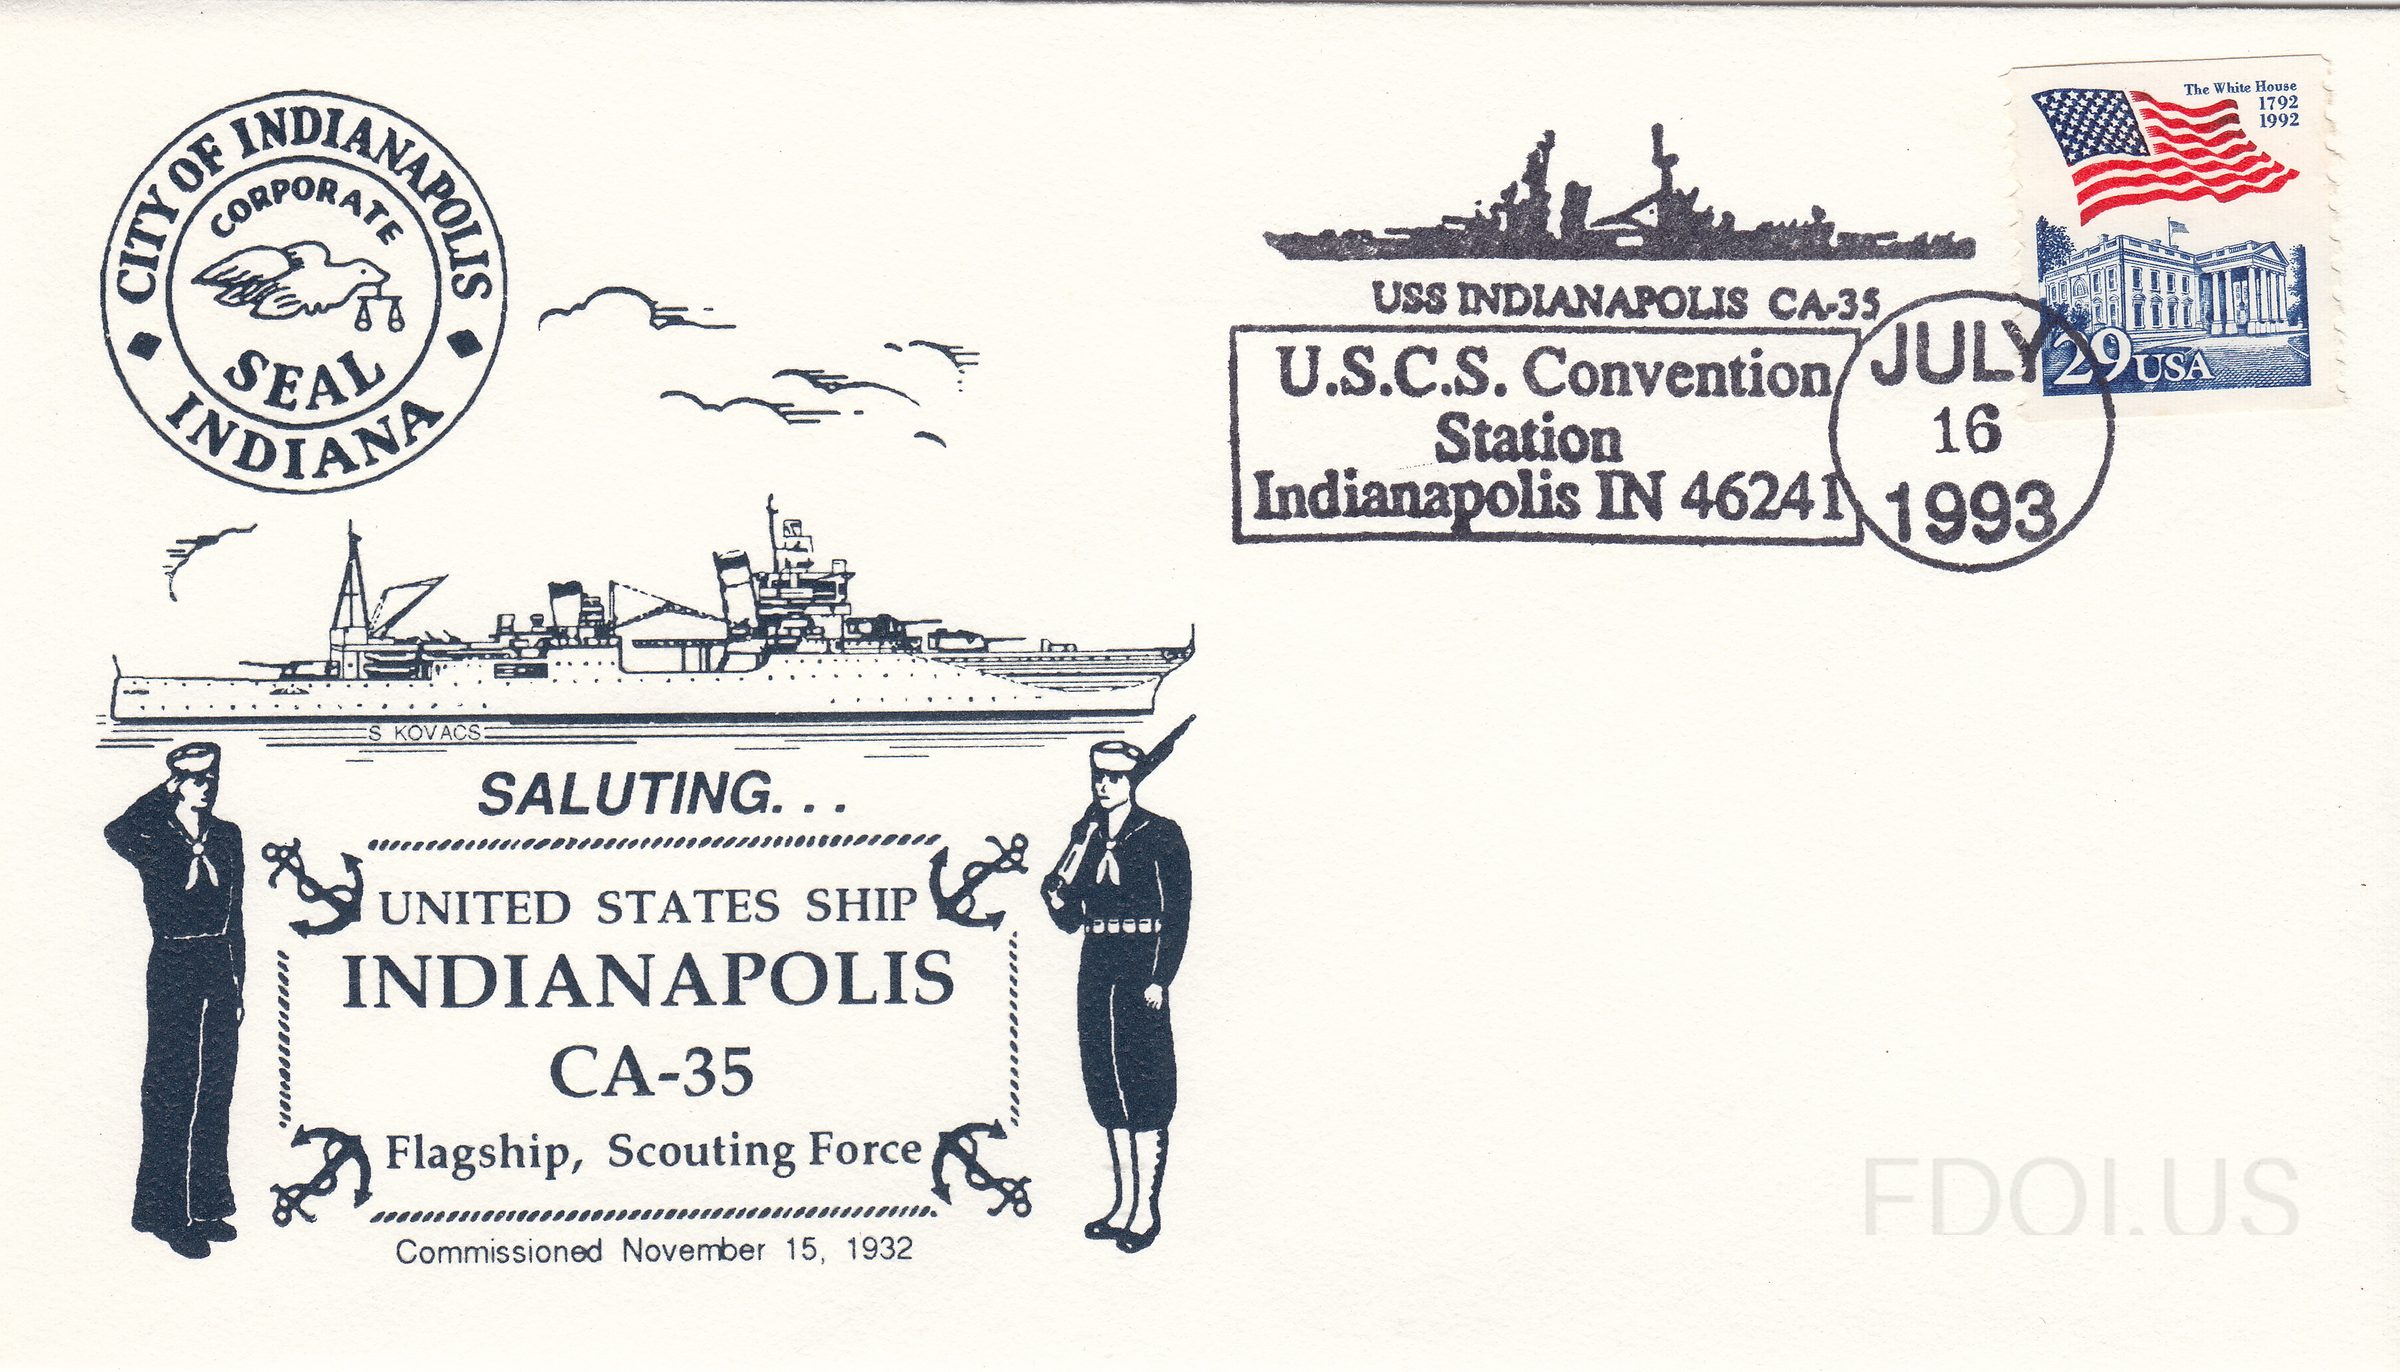 CITY OF INDIANAPOLIS
CORPORATE
SEAL
INDIANA
The White House
1792
1992
29 USA
USS INDIANAPOLIS CA-35
U.S.C.S. Convention
Station
Indianapolis IN 46241
JULY
16
1993
S KOVACS
SALUTING...
UNITED STATES SHIP
INDIANAPOLIS
CA-35
Flagship, Scouting Force
Commissioned November 15, 1932
FDOI.US